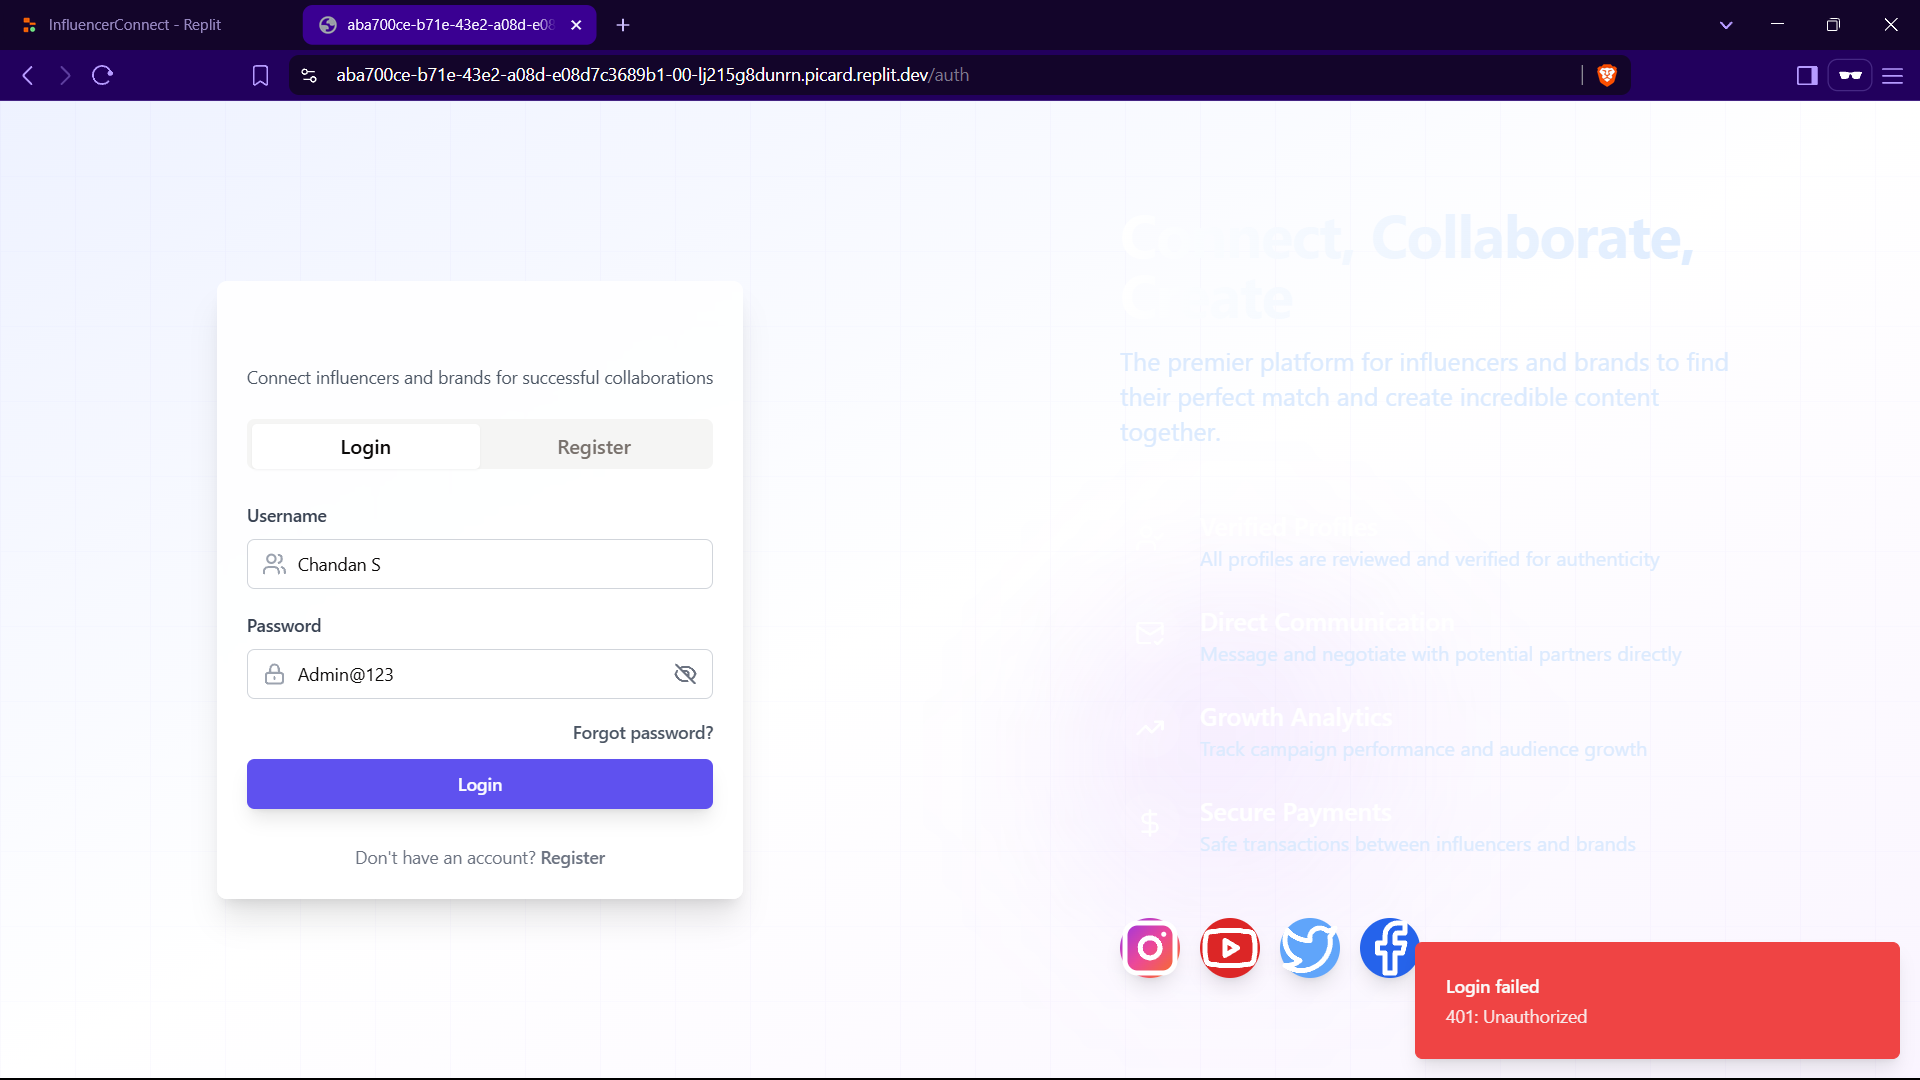 InfluencerConnect - Replit
aba700ce-b71e-43e2-a08d-e08
aba700ce-b71e-43e2-a08d-e08d7c3689b1-00-lj215g8dunrn.picard.replit.dev/auth
Connect influencers and brands for successful collaborations
Login
Register
Username
Chandan S
Password
Admin@123
Forgot password?
Login
Don't have an account? Register
Connect, Collaborate,
Create
The premier platform for influencers and brands to find
their perfect match and create incredible content
together.
Verified Profiles
All profiles are reviewed and verified for authenticity
Direct Communication
Message and negotiate with potential partners directly
Growth Analytics
Track campaign performance and audience growth
Secure Payments
Safe transactions between influencers and brands
Login failed
401: Unauthorized